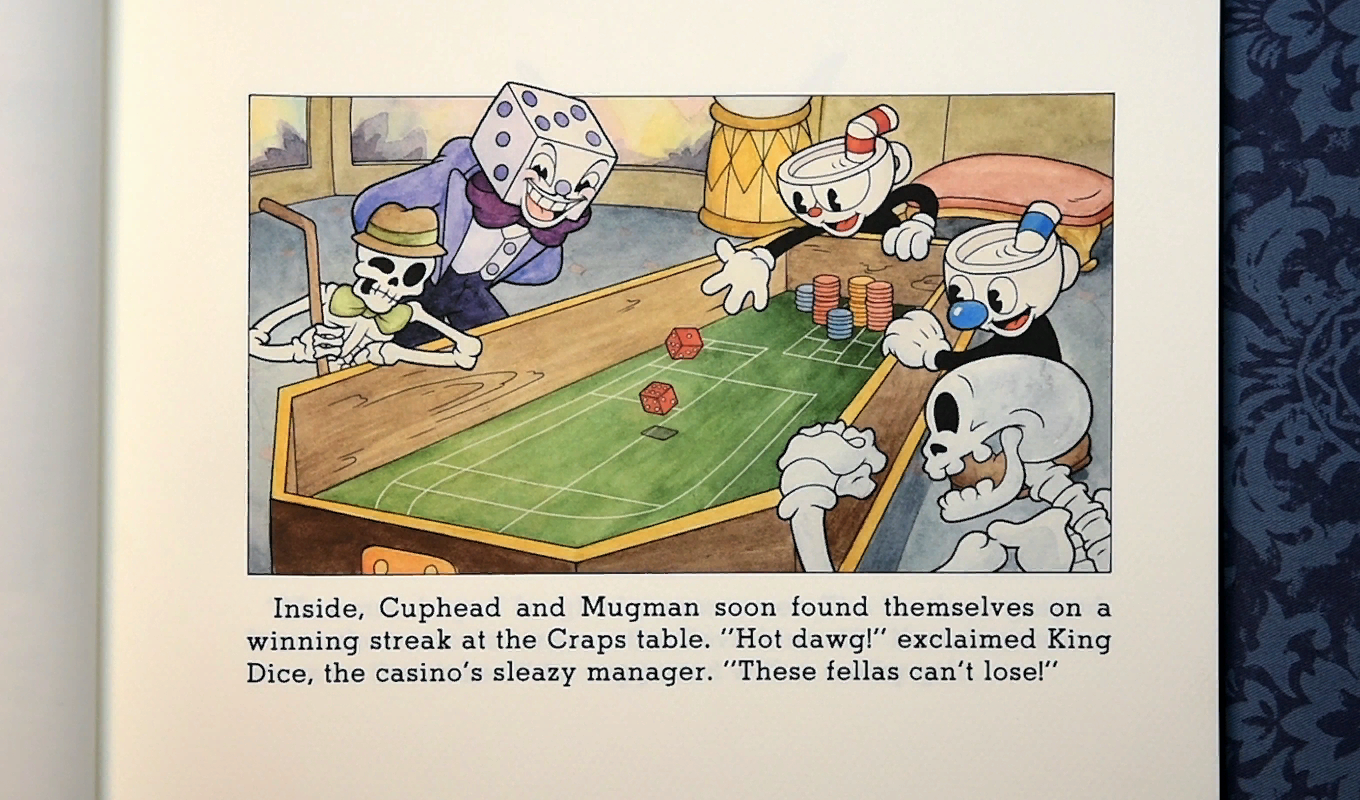 Inside, Cuphead and Mugman soon found themselves on a
winning streak at the Craps table. "Hot dawg!" exclaimed King
Dice, the casino's sleazy manager. "These fellas can't lose!"